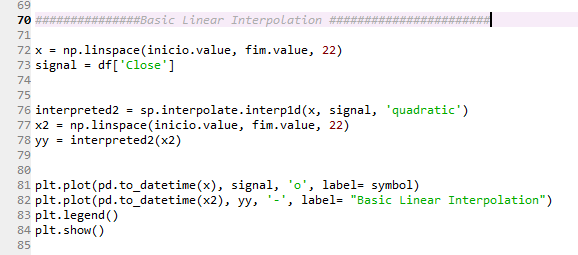 69
70 ###############Basic Linear Interpolation #######################
71
72 x = np.linspace(inicio.value, fim.value, 22)
73 signal = df['Close']
74
75
76 interpreted2 = sp.interpolate.interp1d(x, signal, 'quadratic')
77 x2 = np.linspace(inicio.value, fim.value, 22)
78 yy = interpreted2(x2)
79
80
81 plt.plot(pd.to_datetime(x), signal, 'o', label= symbol)
82 plt.plot(pd.to_datetime(x2), yy, '-', label= "Basic Linear Interpolation")
83 plt.legend()
84 plt.show()
85